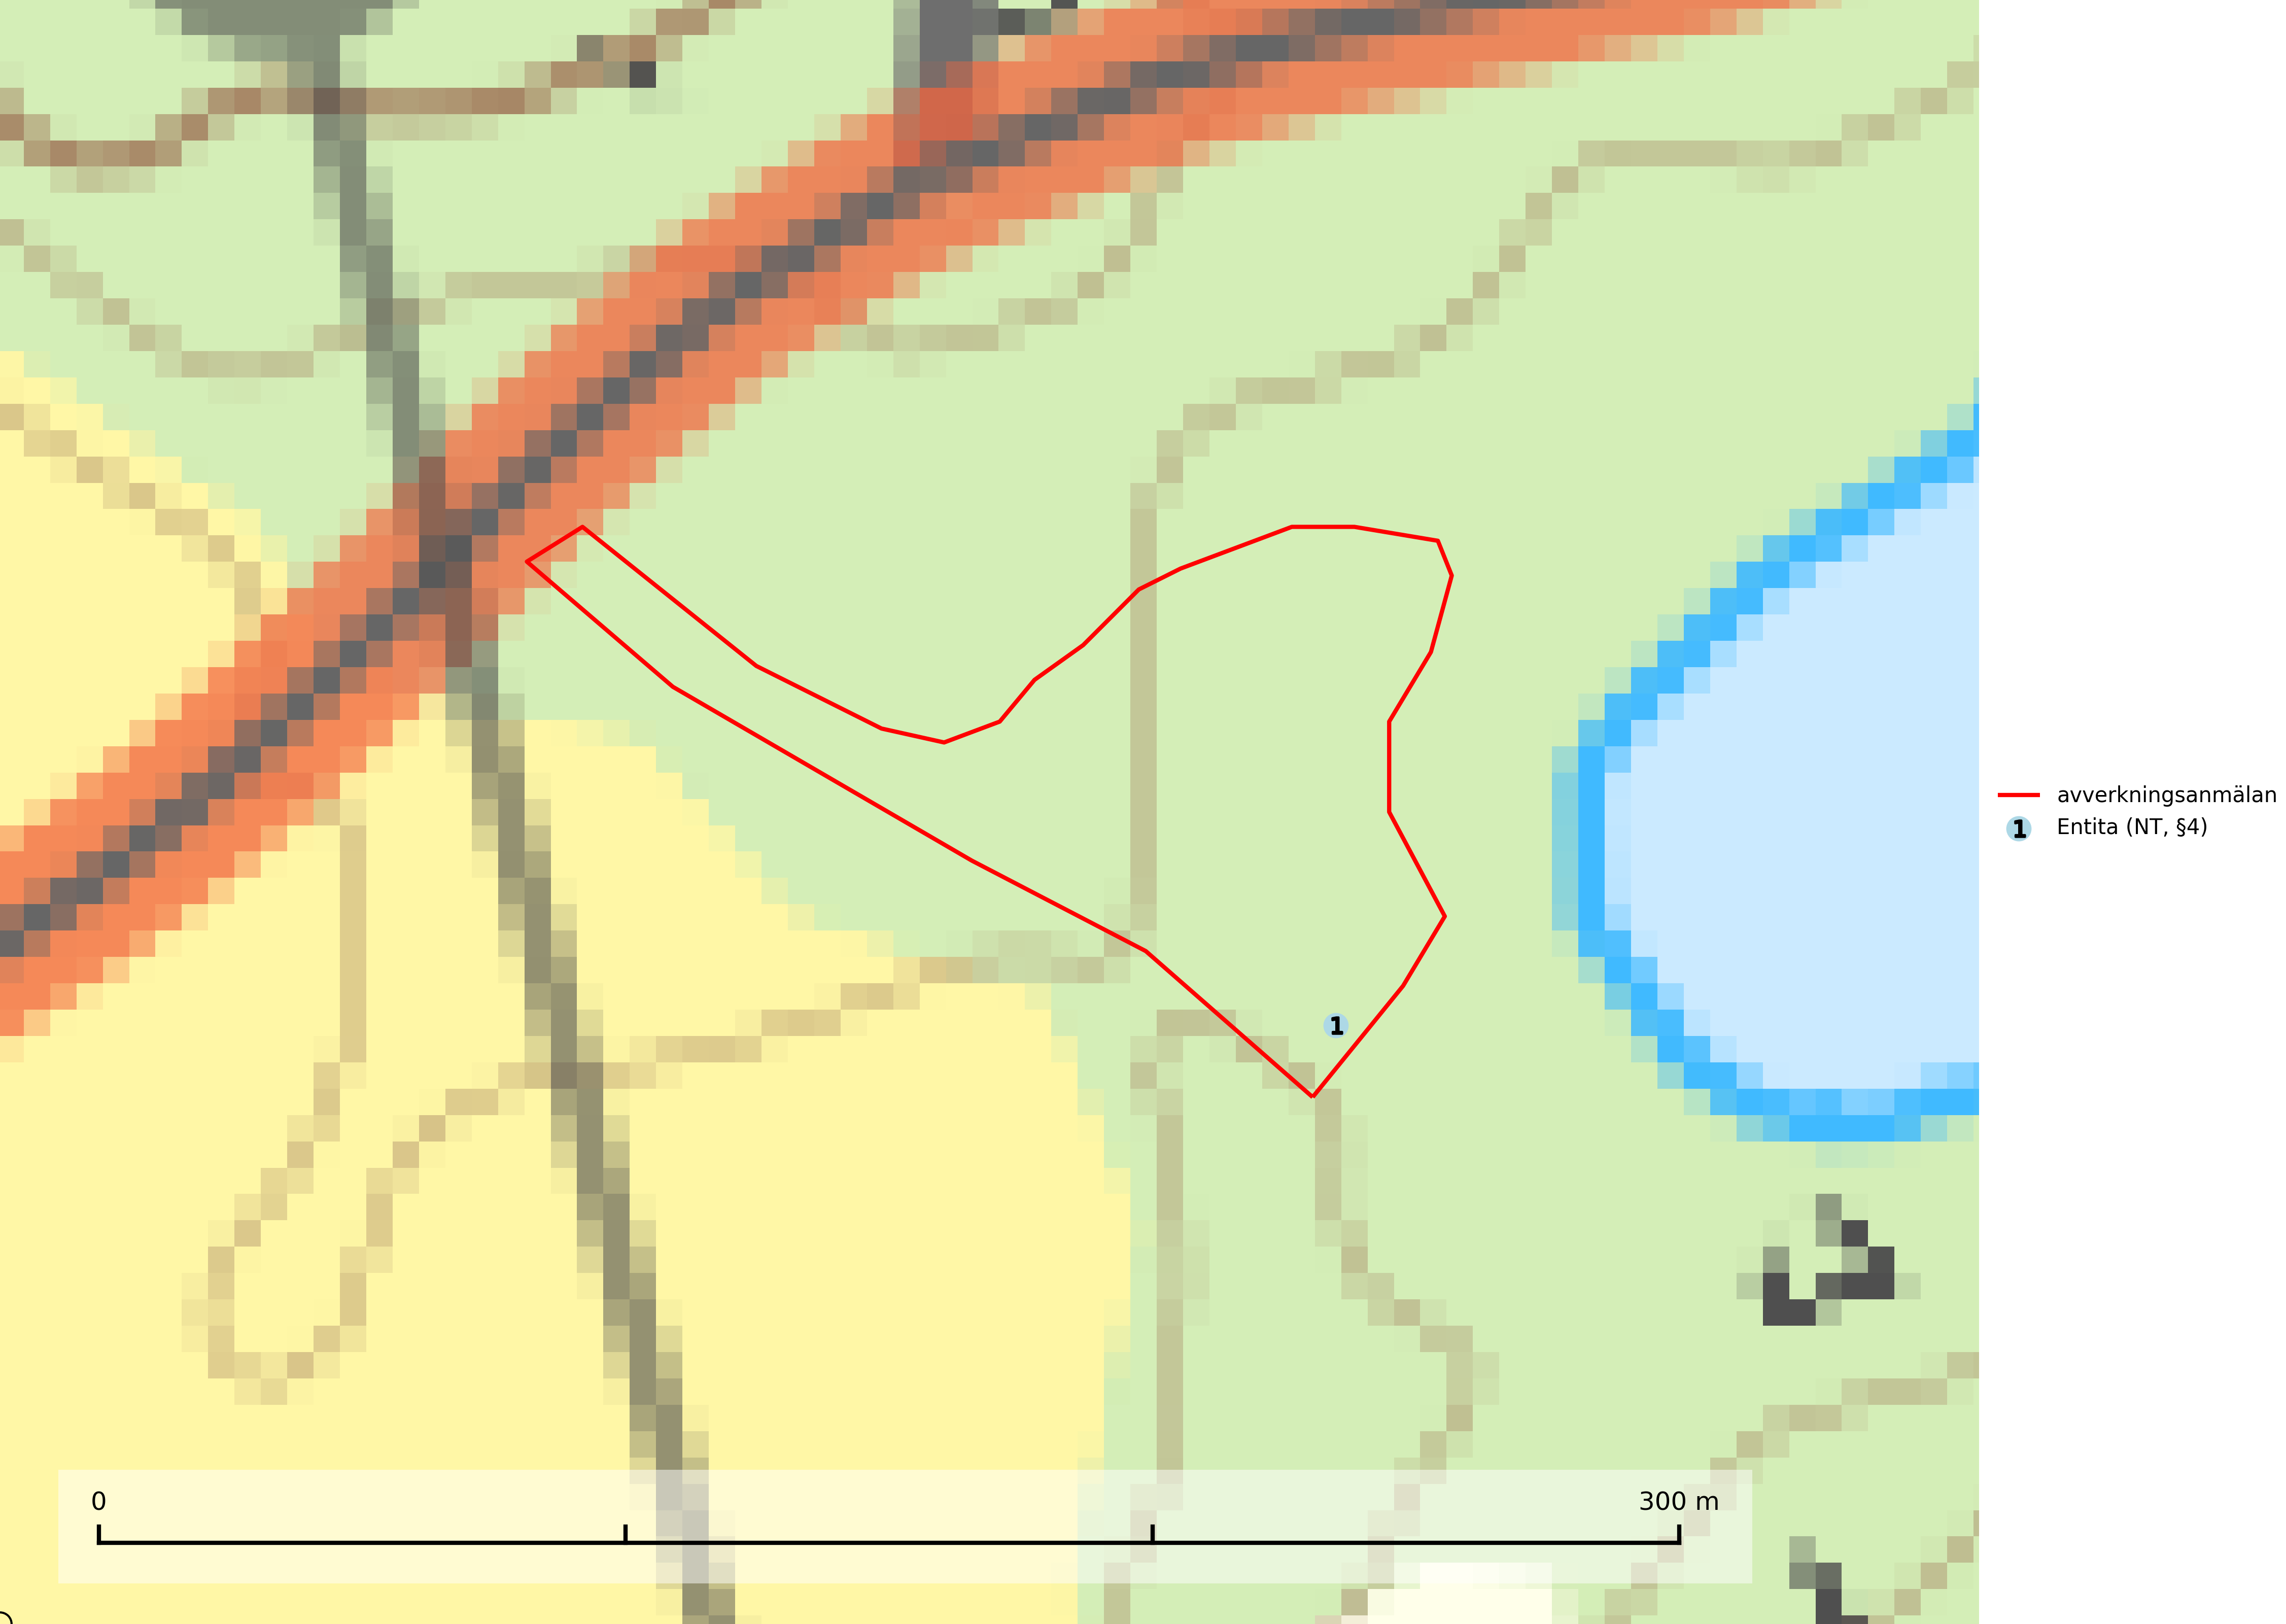 avverkningsanmälan
1 Entita (NT, §4)
1
0 300 m